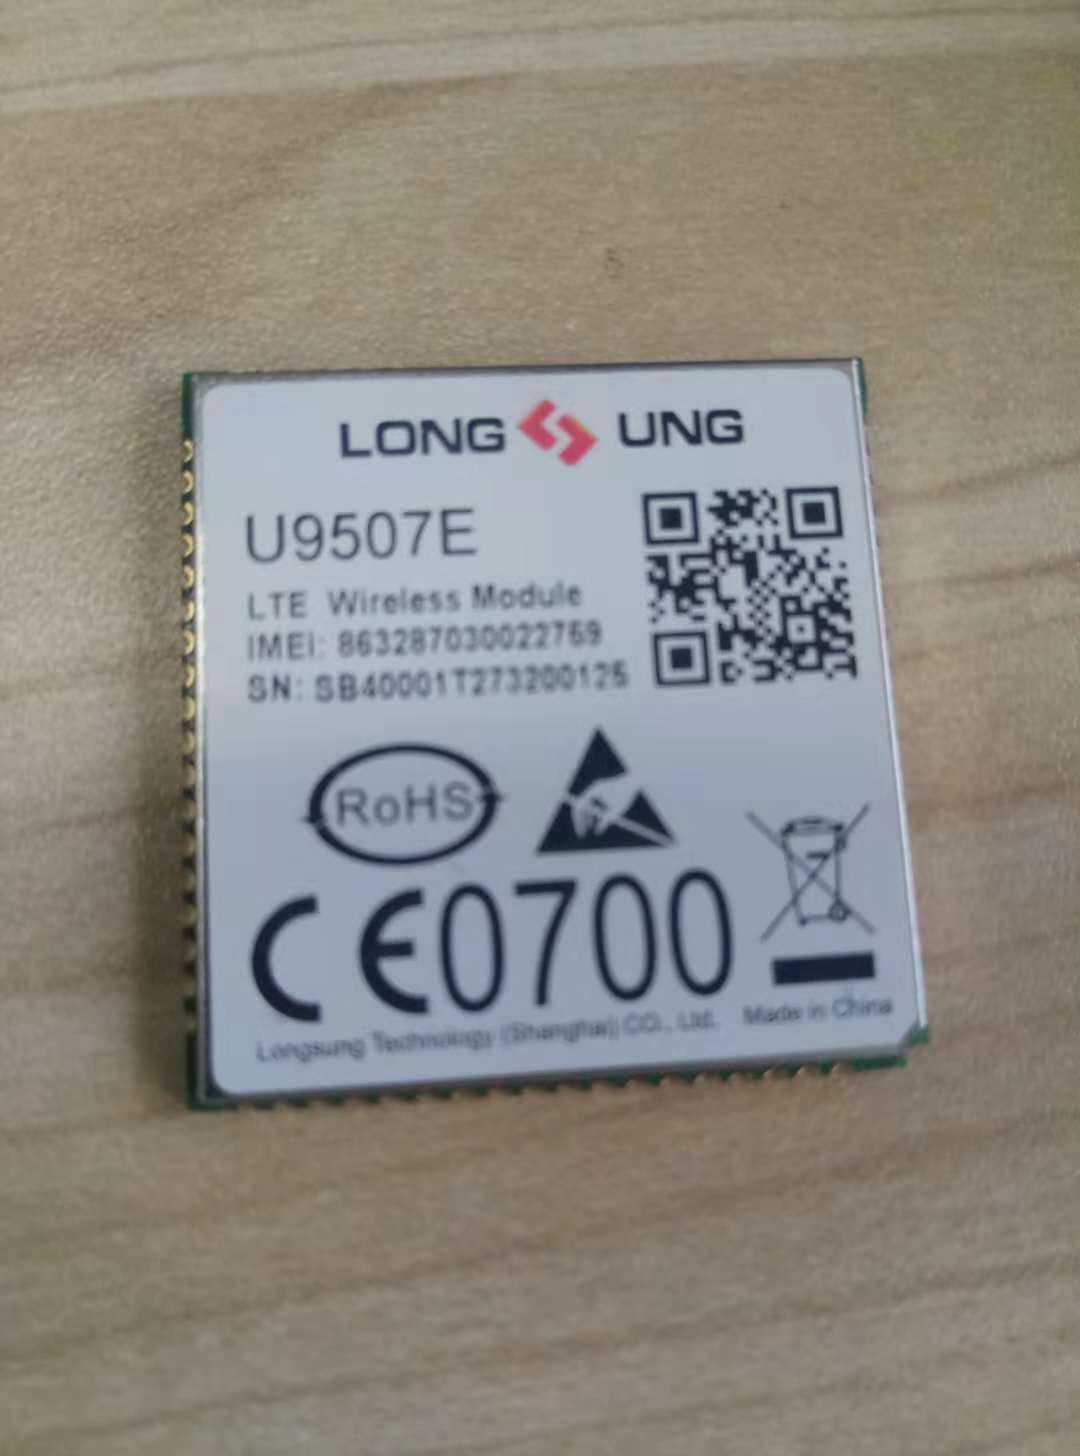 LONG UNG
U9507E
LTE Wireless Module
IMEI: 863287030022759
SN: SB40001T273200125
RoHS
CE0700
Longsung Technology (Shanghai) CO., Ltd. Made in China